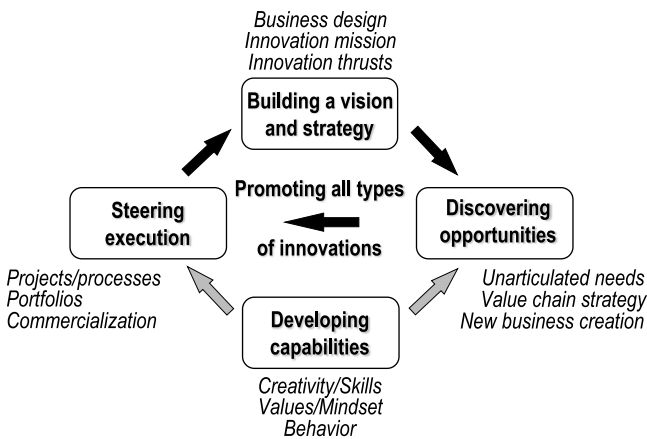 Business design
Innovation mission
Innovation thrusts
Building a vision
and strategy
Promoting all types
of innovations
Steering
execution
Discovering
opportunities
Projects/processes
Portfolios
Commercialization
Unarticulated needs
Value chain strategy
New business creation
Developing
capabilities
Creativity/Skills
Values/Mindset
Behavior